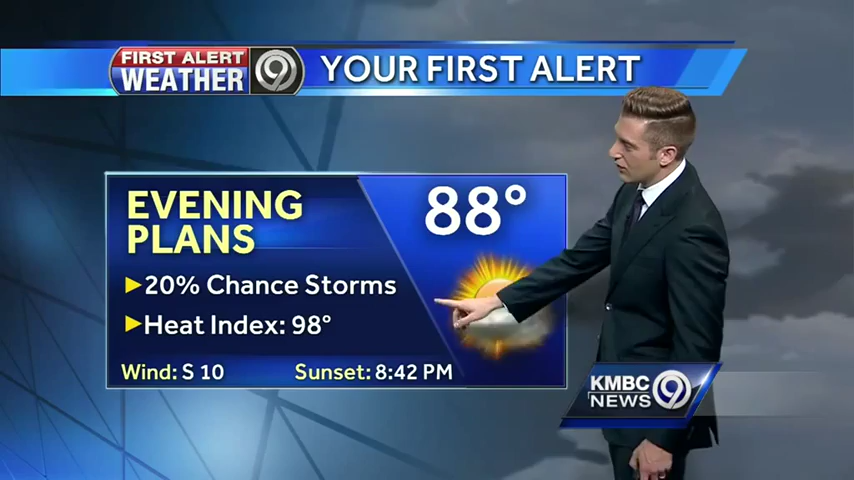 FIRST ALERT
WEATHER 9
YOUR FIRST ALERT
EVENING
PLANS
88°
20% Chance Storms
Heat Index: 98°
Wind: S 10
Sunset: 8:42 PM
KMBC
NEWS 9